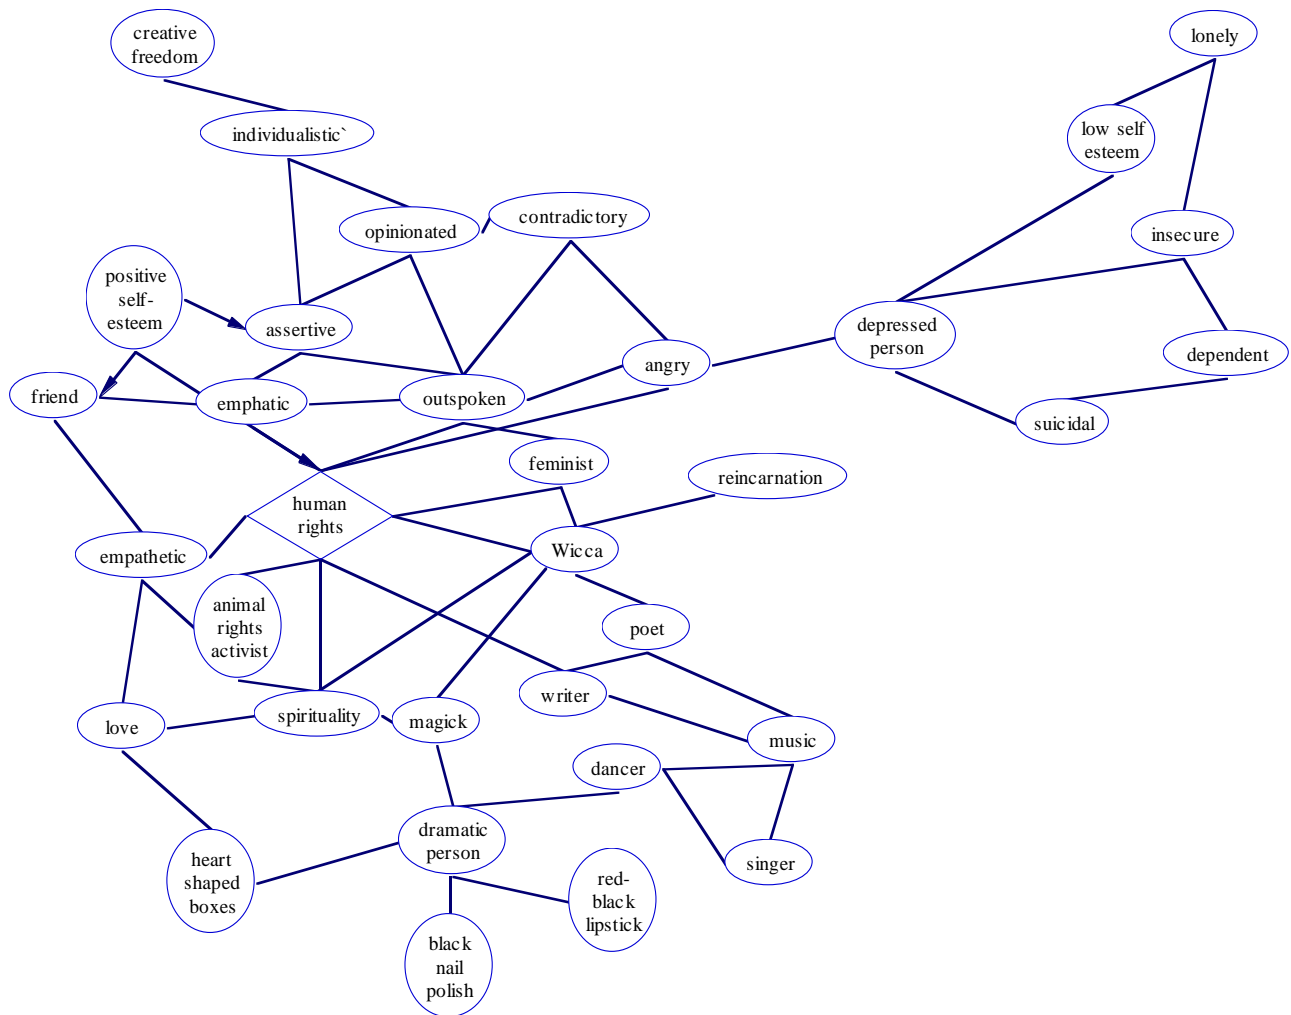 creative
freedom
lonely
individualistic`
low self
esteem
contradictory
opinionated
insecure
positive
self-
esteem
assertive
depressed
person
angry
dependent
friend
emphatic
outspoken
suicidal
feminist
reincarnation
human
rights
empathetic
Wicca
animal
rights
activist
poet
writer
spirituality
magick
love
music
dancer
dramatic
person
singer
heart
shaped
boxes
red-
black
lipstick
black
nail
polish